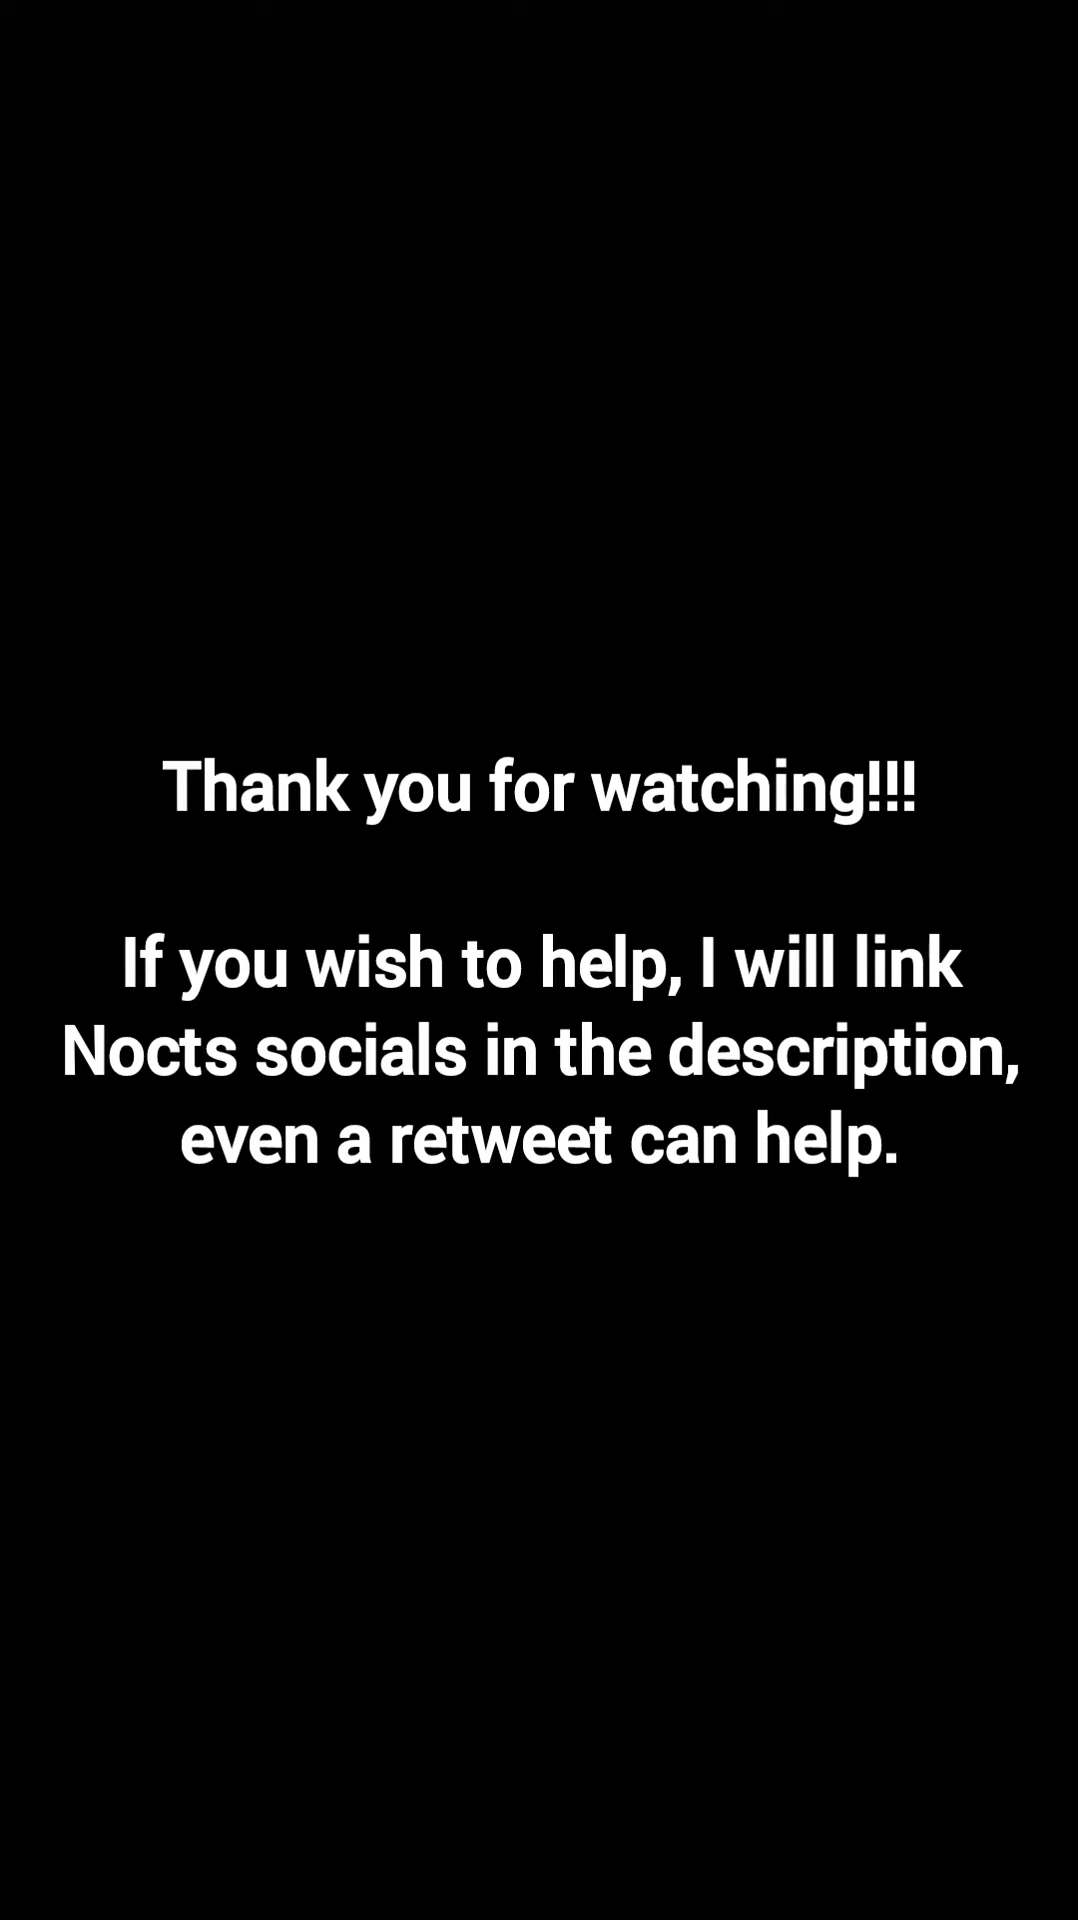 Thank you for watching!!!
If you wish to help, I will link
Nocts socials in the description,
even a retweet can help.